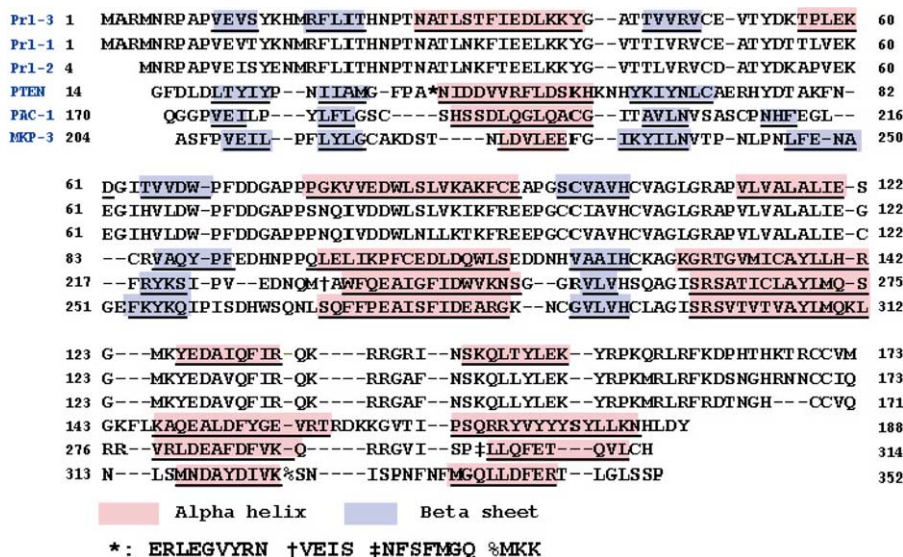 Prl-3 1 MARMNRPAPVEVSYKHMRFLITHNPTNATLSTFIEDLKKYG--ATTVVRVCE-VTYDKTPLEK 60
Prl-1 1 MARMNRPAPVEVTYKNMRFLITHNPTNATLNKFIEELKKYG--VTTIVRVCE-ATYDTTLVEK 60
Prl-2 4 MNRPAPVEISYENMRFLITHNPTNATLNKFTEELKKYG--VTTLVRVCD-ATYDKAPVEK 60
PTEN 14 GFDLDLTYIYP--NIIAMG-FPA*NIDDVVRFLDSKHKNHYKIYNLCAERHYDTAKFN- 82
PAC-1 170 QGGPVEILP---YLFLGSC---SHSSDLQGLQACG---ITAVLNVSASCPNHFEGL-- 216
MKP-3 204 ASFPVEIL--PFLYLGCAKDST--NLDVLEEFG---IKYILNVTP-NLPNLFE-NA 250
61 DGITVVDW-PFDDGAPPPGKVVEDWLSLVKAKFCEAPGSCVAVHCVAGLGRAPVLVALALIE-S 122
61 EGIHVLDW-PFDDGAPPSNQIVDDWLSLVKIKFREEPGCCIAVHCVAGLGRAPVLVALALIE-G 122
61 EGIHVLDW-PFDDGAPPPNQIVDDWLNLLKTKFREEPGCCVAVHCVAGLGRAPVLVALALIE-C 122
83 -CRVAQYPFEDHNPPQLELIKPFCEDLDQWLSEDDNHVAAIHCKAGKGRTGVMICAYLLH-R 142
217 -FRYKSI-PV--EDNQM†AWFQEAIGFIDWVKNSG--GRVLVHSQAGISRSATICLAYLMQ-S 275
251 GEFKYKQIPISDHWSQNLSQFFPEAISFIDEARGK--NCGVLVHCLAGISRSVTVTVAYLMQKL 312
123 G---MKYEDAIQFIR-QK----RRGRI--NSKQLTYLEK---YRPKQRLRFKDPHTHKTRCCVM 173
123 G---MKYEDAVQFIR-QK----RRGAF--NSKQLLYLEK---YRPKMRLRFKDSNGHRNNCCIQ 173
123 G---MKYEDAVQFIR-QK----RRGAF--NSKQLLYLEK---YRPKMRLRFRDTNGH---CCVQ 171
143 GKFLKAQEALDFYGE-VRTRDKKGVTI--PSQRRYVYYYSYLLKNHLDY 188
276 RR---VRLDEAFDFVK-Q----RRGVI--SP‡LLQFET---QVLCH 314
313 N---LSMNDAYDIVK%SN---ISPNFNFMGQLLDFERT--LGLSSP 352
Alpha helix Beta sheet
*: ERLEGVYRN †VEIS ‡NFSFMGQ %MKK